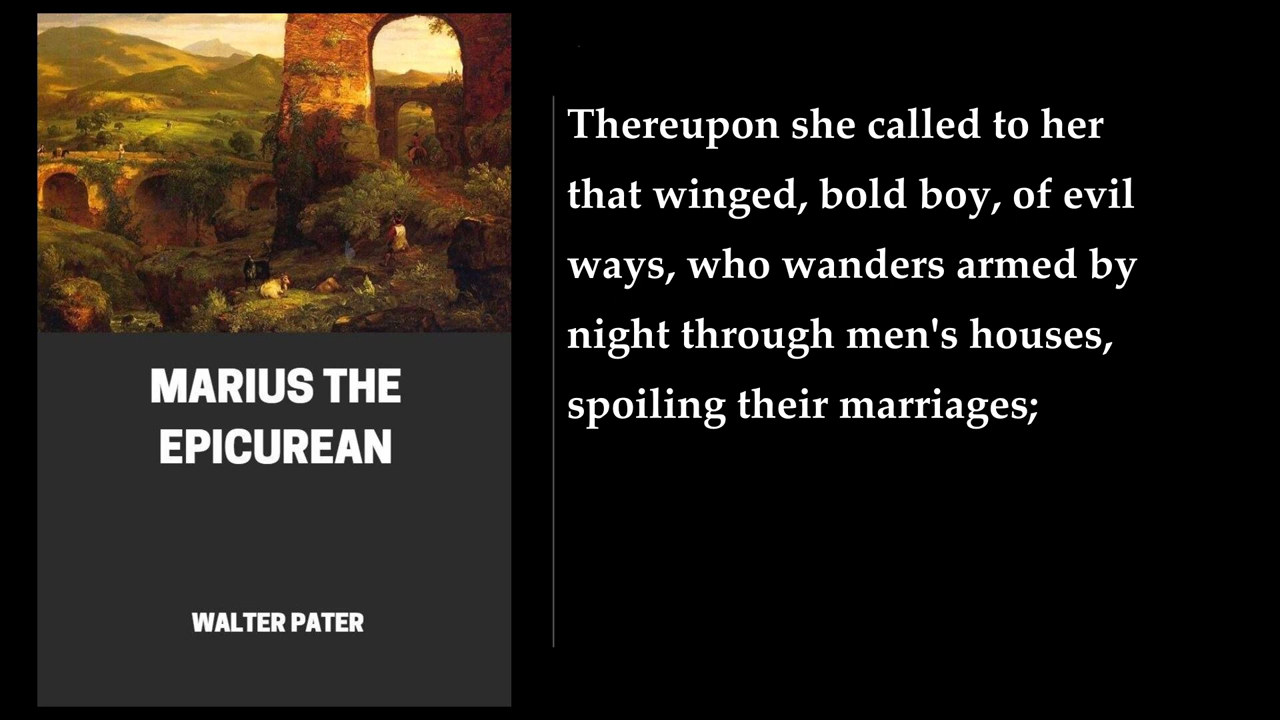 MARIUS THE
EPICUREAN
WALTER PATER
Thereupon she called to her
that winged, bold boy, of evil
ways, who wanders armed by
night through men's houses,
spoiling their marriages;